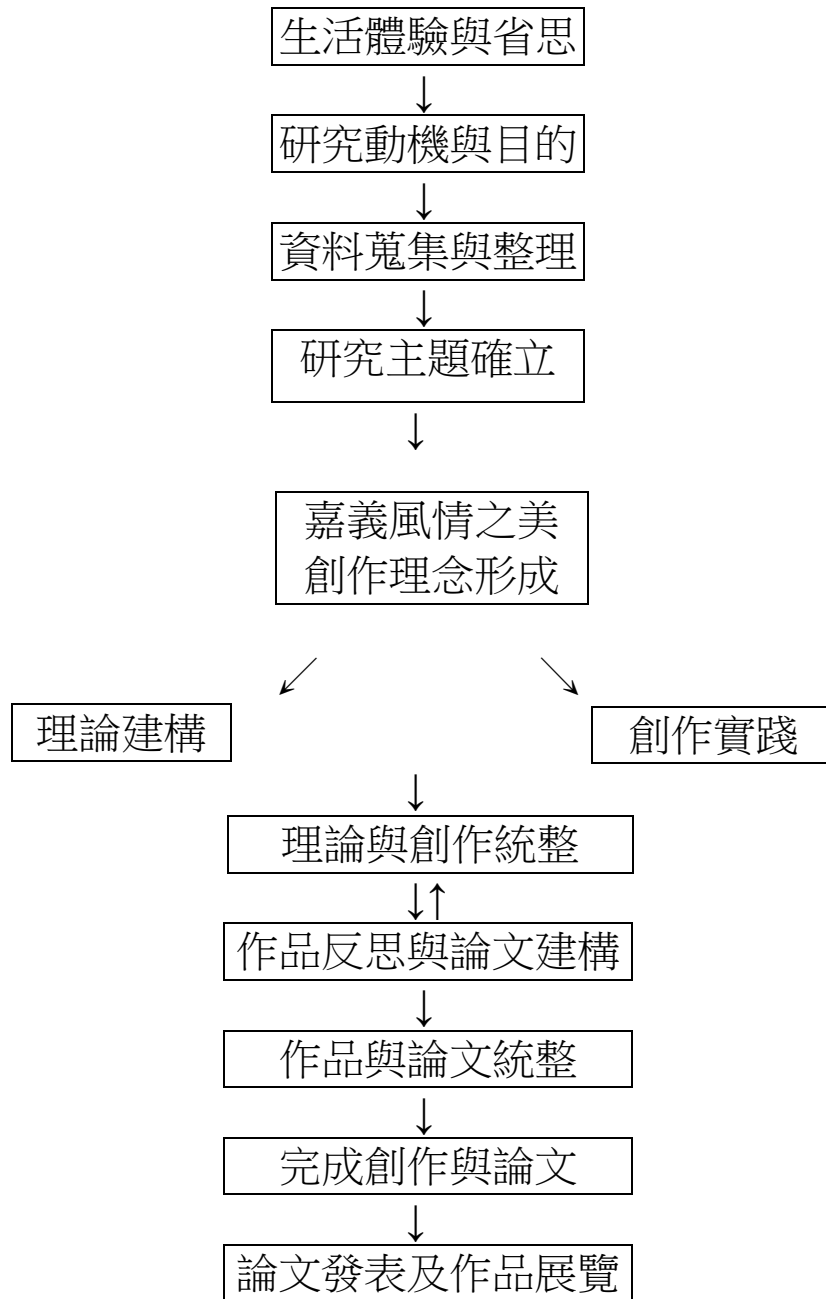 生活體驗與省思
↓
研究動機與目的
↓
資料蒐集與整理
↓
研究主題確立
↓
嘉義風情之美
創作理念形成
↙ ↘
理論建構 創作實踐
↓
理論與創作統整
↓↑
作品反思與論文建構
↓
作品與論文統整
↓
完成創作與論文
↓
論文發表及作品展覽